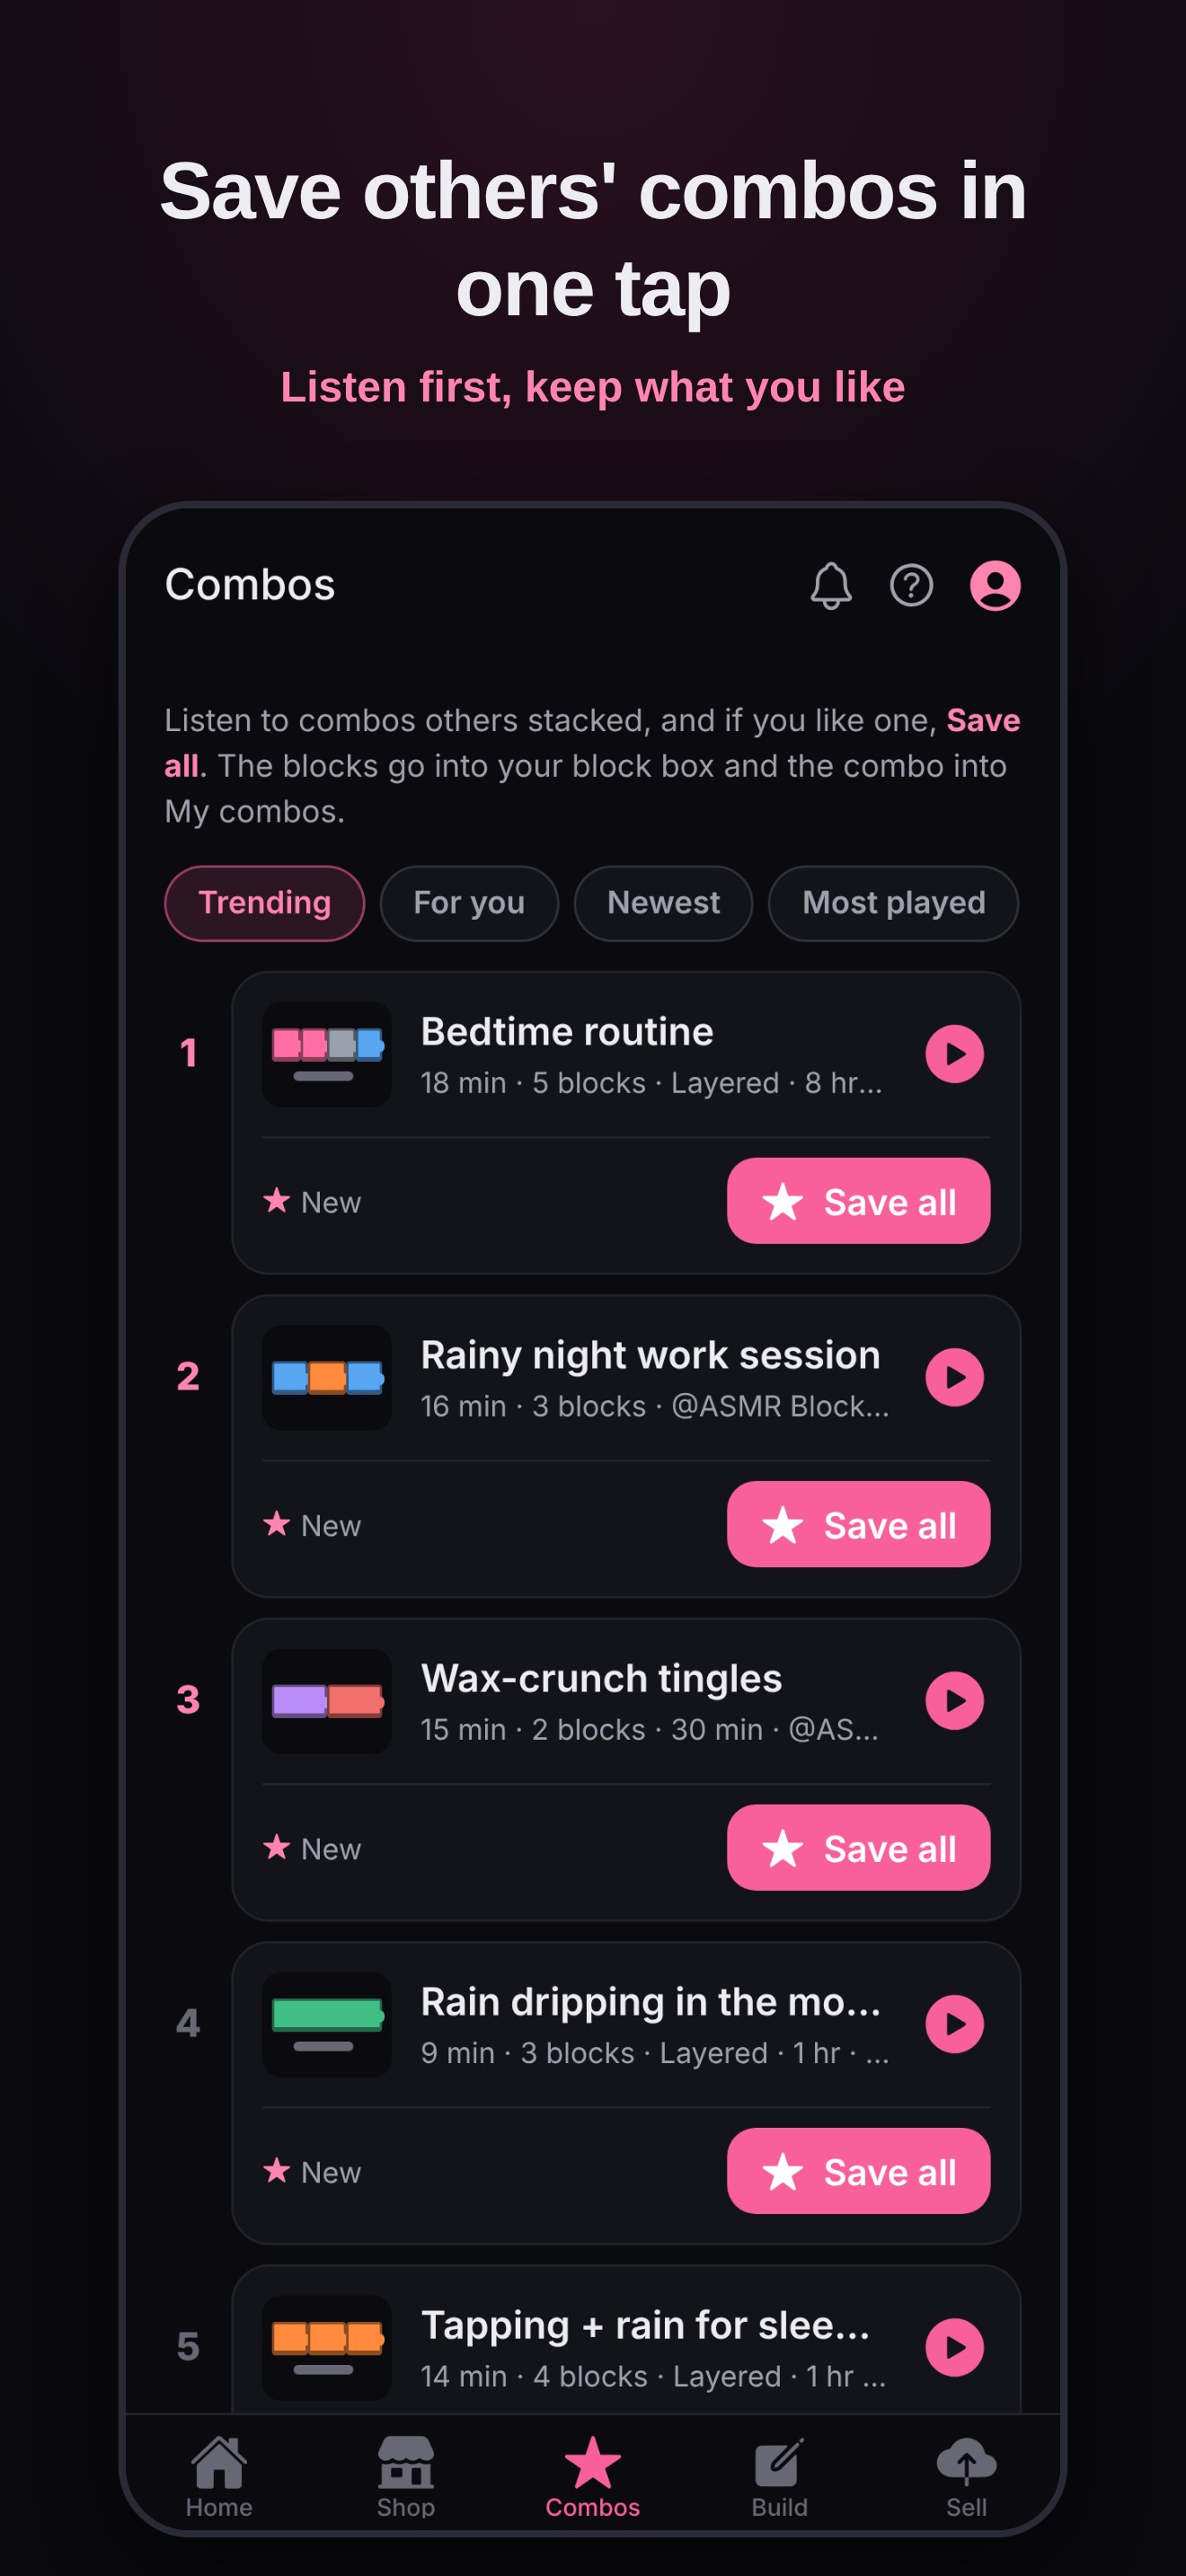 Save others' combos in
one tap
Listen first, keep what you like
Combos
Listen to combos others stacked, and if you like one, Save
all. The blocks go into your block box and the combo into
My combos.
Trending
For you
Newest
Most played
1
Bedtime routine
18 min · 5 blocks · Layered · 8 hr...
New
Save all
2
Rainy night work session
16 min · 3 blocks · @ASMR Block...
New
Save all
3
Wax-crunch tingles
15 min · 2 blocks · 30 min · @AS...
New
Save all
4
Rain dripping in the mo...
9 min · 3 blocks · Layered · 1 hr · ...
New
Save all
5
Tapping + rain for slee...
14 min · 4 blocks · Layered · 1 hr ...
Home
Shop
Combos
Build
Sell